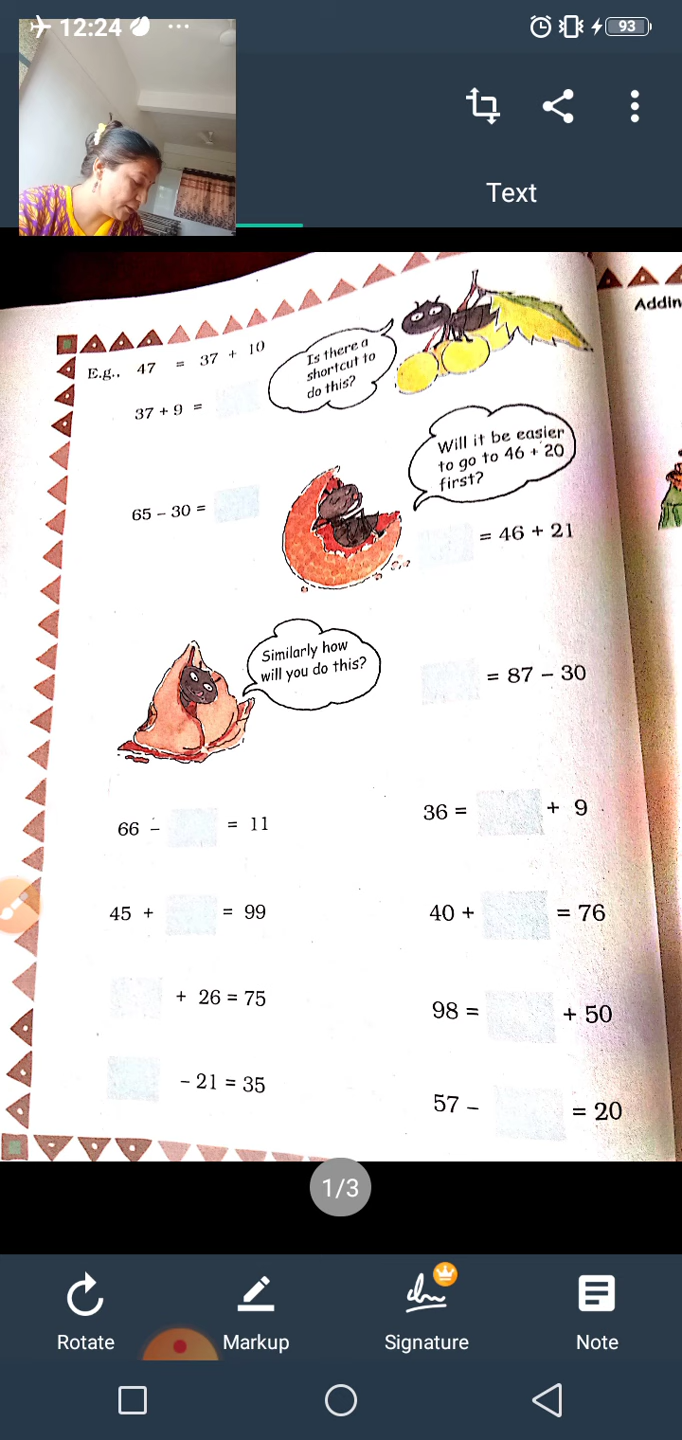 12:24
93
Text
Addin
E.g., 47 = 37 + 10
Is there a
shortcut to
do this?
37 + 9 =
Will it be easier
to go to 46 + 20
first?
65 – 30 =
= 46 + 21
Similarly how
will you do this?
= 87 – 30
66 – = 11
36 = + 9
45 + = 99
40 + = 76
+ 26 = 75
98 = + 50
– 21 = 35
57 – = 20
1/3
Rotate
Markup
Signature
Note